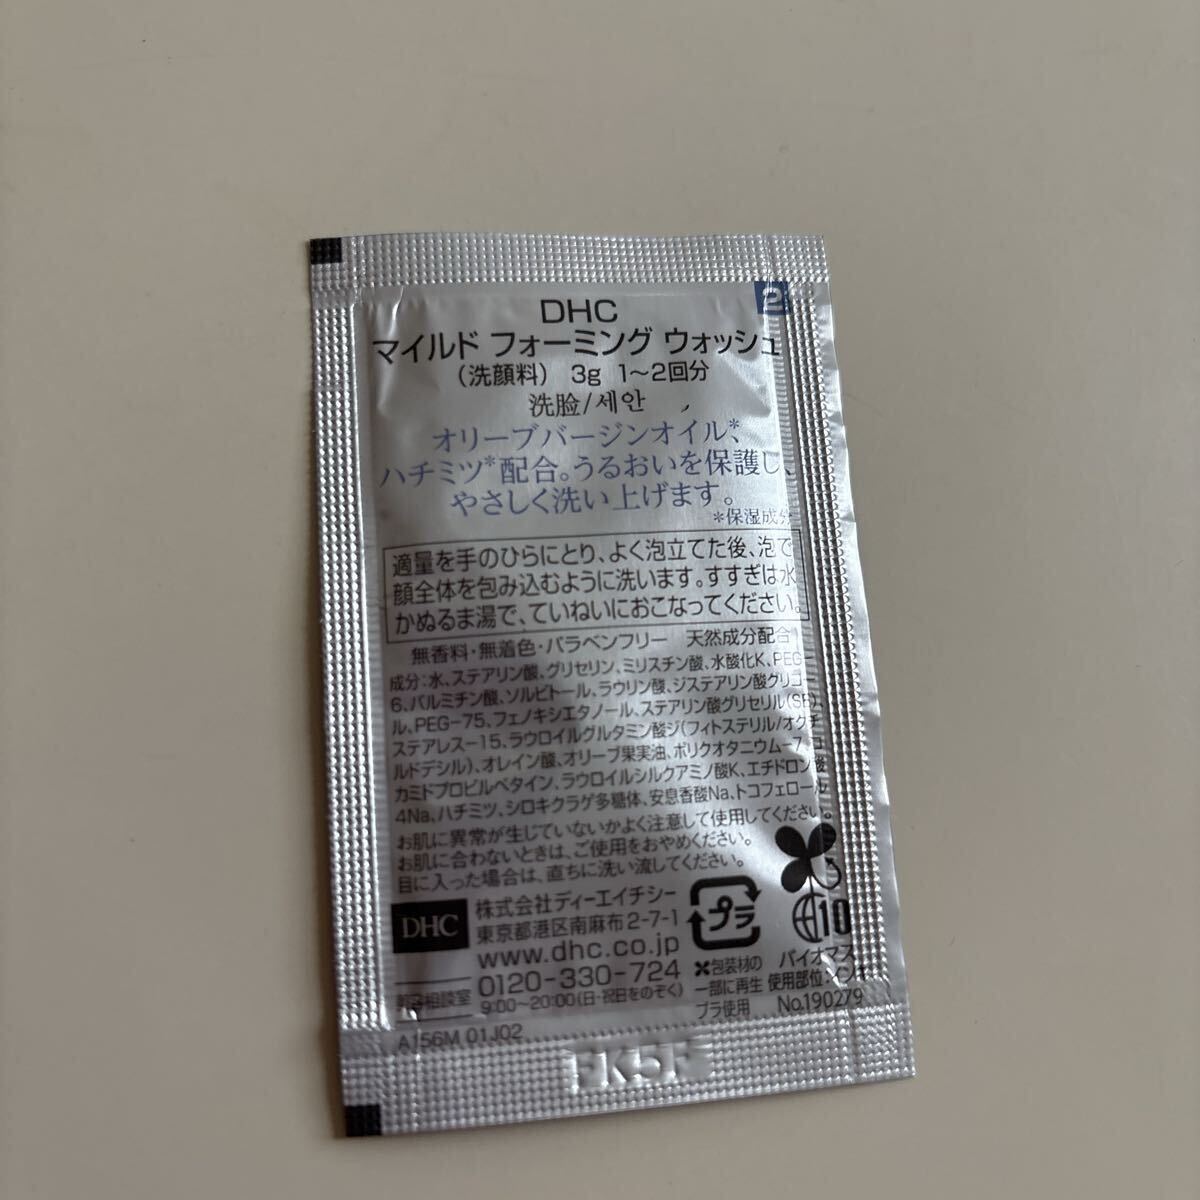 2
DHC
マイルド フォーミング ウォッシュ
（洗顔料） 3g 1～2回分
洗脸/세안
オリーブバージンオイル*、
ハチミツ*配合。うるおいを保護し、
やさしく洗い上げます。
*保湿成分
適量を手のひらにとり、よく泡立てた後、泡で
顔全体を包み込むように洗います。すすぎは水
かぬるま湯で、ていねいにおこなってください。
無香料・無着色・パラベンフリー 天然成分配合
成分：水、ステアリン酸、グリセリン、ミリスチン酸、水酸化K、PEG-
6、パルミチン酸、ソルビトール、ラウリン酸、ジステアリン酸グリコー
ル、PEG-75、フェノキシエタノール、ステアリン酸グリセリル（SE）、
ステアレス-15、ラウロイルグルタミン酸ジ（フィトステリル/オクチ
ルドデシル）、オレイン酸、オリーブ果実油、ポリクオタニウム-7、コ
カミドプロピルベタイン、ラウロイルシルクアミノ酸K、エチドロン酸
4Na、ハチミツ、シロキクラゲ多糖体、安息香酸Na、トコフェロール
お肌に異常が生じていないかよく注意して使用してください。
お肌に合わないときは、ご使用をおやめください。
目に入った場合は、直ちに洗い流してください。
DHC
株式会社ディーエイチシー
東京都港区南麻布2-7-1
www.dhc.co.jp
美容相談室
0120-330-724
9:00～20:00（日・祝日をのぞく）
プラ
包装材の
一部に再生
プラ使用
10
バイオマス
使用部位：インキ
No.190279
A156M 01J02